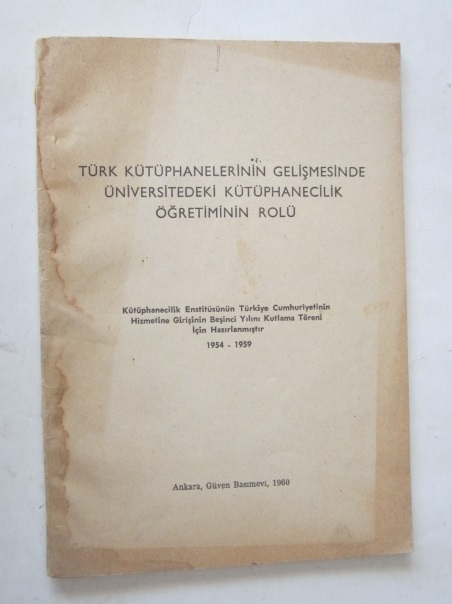 TÜRK KÜTÜPHANELERİNİN GELİŞMESİNDE
ÜNİVERSİTEDEKİ KÜTÜPHANECİLİK
ÖĞRETİMİNİN ROLÜ
Kütüphanecilik Enstitüsünün Türkiye Cumhuriyetinin
Hizmetine Girişinin Beşinci Yılını Kutlama Töreni
İçin Hazırlanmıştır
1954 - 1959
Ankara, Güven Basımevi, 1960